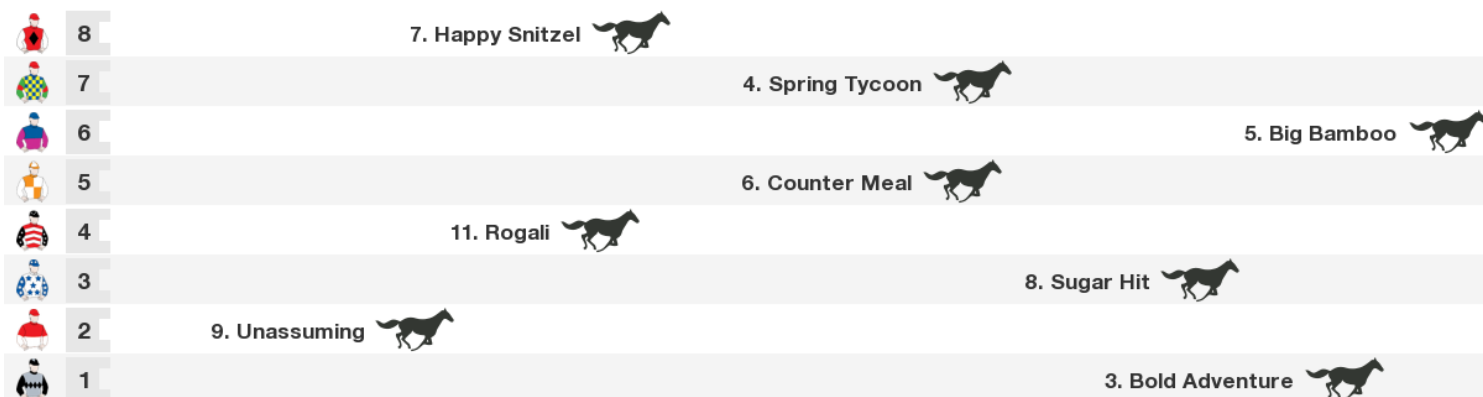 8 7. Happy Snitzel
7 4. Spring Tycoon
6 5. Big Bamboo
5 6. Counter Meal
4 11. Rogali
3 8. Sugar Hit
2 9. Unassuming
1 3. Bold Adventure